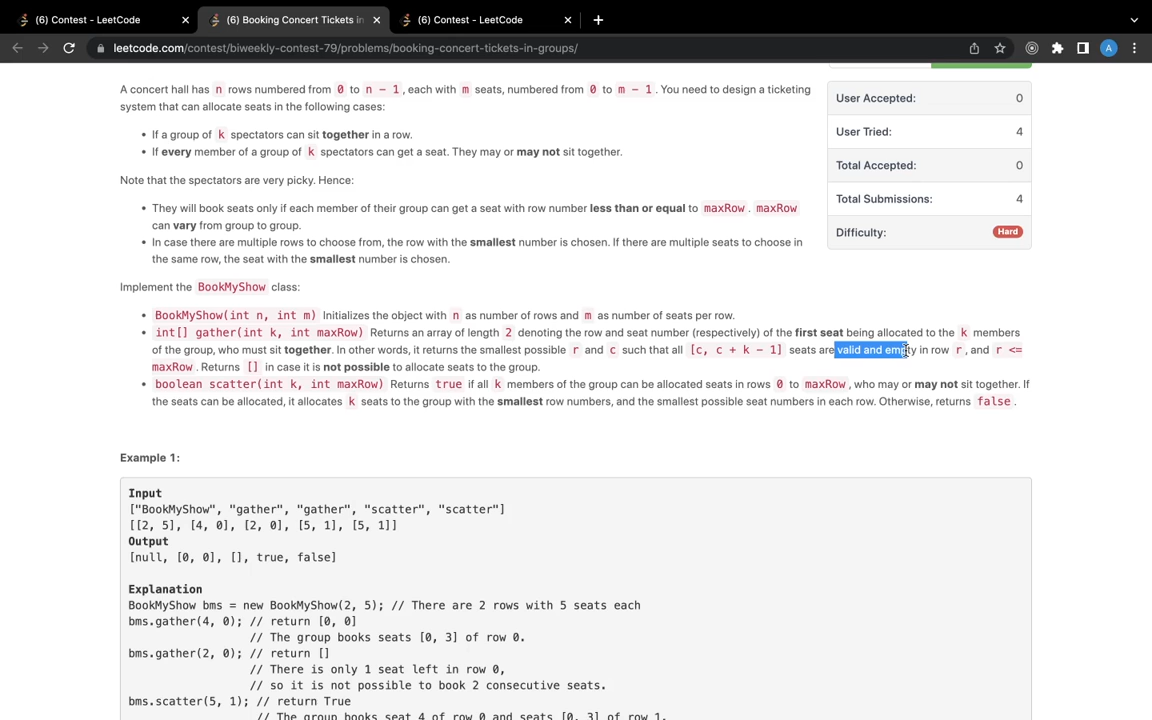 (6) Contest - LeetCode
(6) Booking Concert Tickets in
(6) Contest - LeetCode
leetcode.com/contest/biweekly-contest-79/problems/booking-concert-tickets-in-groups/
A
A concert hall has n rows numbered from 0 to n - 1, each with m seats, numbered from 0 to m - 1. You need to design a ticketing
system that can allocate seats in the following cases:
• If a group of k spectators can sit together in a row.
• If every member of a group of k spectators can get a seat. They may or may not sit together.
Note that the spectators are very picky. Hence:
• They will book seats only if each member of their group can get a seat with row number less than or equal to maxRow. maxRow
can vary from group to group.
• In case there are multiple rows to choose from, the row with the smallest number is chosen. If there are multiple seats to choose in
the same row, the seat with the smallest number is chosen.
Implement the BookMyShow class:
• BookMyShow(int n, int m) Initializes the object with n as number of rows and m as number of seats per row.
• int[] gather(int k, int maxRow) Returns an array of length 2 denoting the row and seat number (respectively) of the first seat being allocated to the k members
of the group, who must sit together. In other words, it returns the smallest possible r and c such that all [c, c + k - 1] seats are valid and empty in row r, and r <=
maxRow. Returns [] in case it is not possible to allocate seats to the group.
• boolean scatter(int k, int maxRow) Returns true if all k members of the group can be allocated seats in rows 0 to maxRow, who may or may not sit together. If
the seats can be allocated, it allocates k seats to the group with the smallest row numbers, and the smallest possible seat numbers in each row. Otherwise, returns false.
User Accepted: 0
User Tried: 4
Total Accepted: 0
Total Submissions: 4
Difficulty: Hard
Example 1:
Input
["BookMyShow", "gather", "gather", "scatter", "scatter"]
[[2, 5], [4, 0], [2, 0], [5, 1], [5, 1]]
Output
[null, [0, 0], [], true, false]
Explanation
BookMyShow bms = new BookMyShow(2, 5); // There are 2 rows with 5 seats each
bms.gather(4, 0); // return [0, 0]
// The group books seats [0, 3] of row 0.
bms.gather(2, 0); // return []
// There is only 1 seat left in row 0,
// so it is not possible to book 2 consecutive seats.
bms.scatter(5, 1); // return True
// The group books seat 4 of row 0 and seats [0, 3] of row 1.